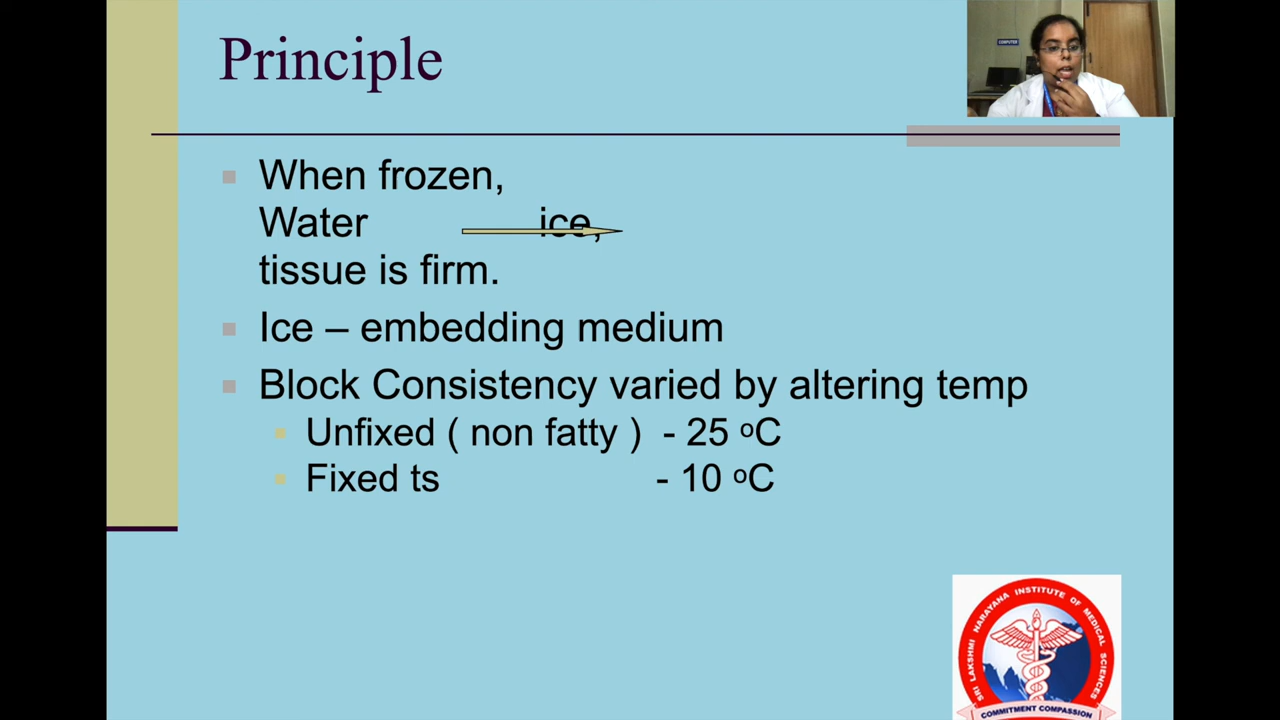 Principle
COMPUTER
When frozen,
Water ice,
tissue is firm.
Ice – embedding medium
Block Consistency varied by altering temp
Unfixed ( non fatty ) - 25 ºC
Fixed ts - 10 ºC
SRI LAKSHMI NARAYANA INSTITUTE OF MEDICAL SCIENCES
COMMITMENT COMPASSION